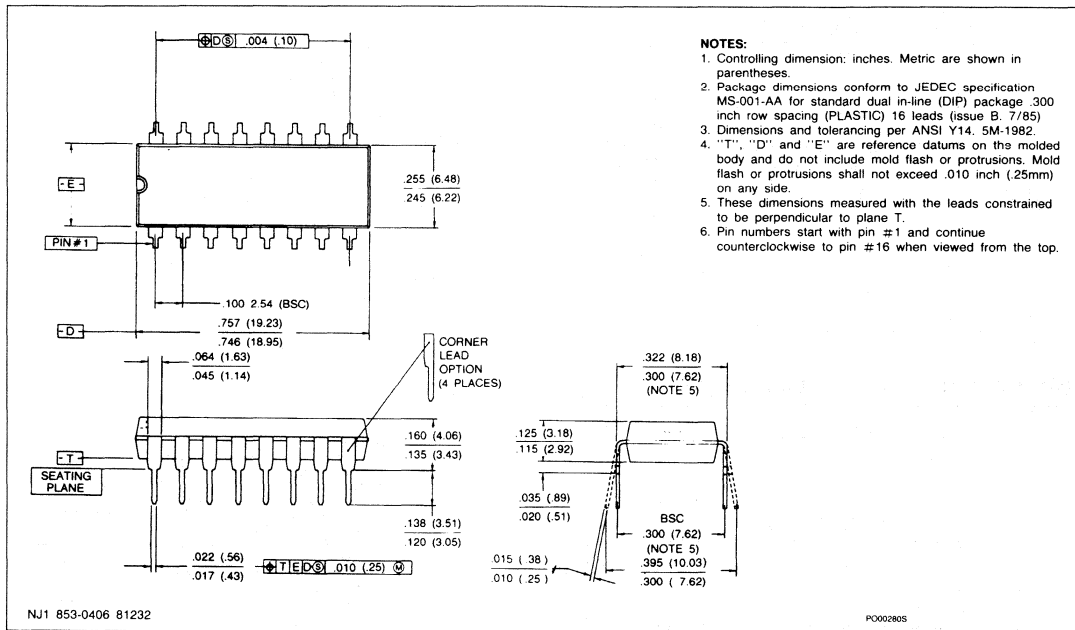 ⌖ D Ⓢ .004 (.10)
- E -
.255 (6.48)
.245 (6.22)
PIN #1
.100 2.54 (BSC)
- D -
.757 (19.23)
.746 (18.95)
.064 (1.63)
.045 (1.14)
CORNER
LEAD
OPTION
(4 PLACES)
.160 (4.06)
.135 (3.43)
- T -
SEATING
PLANE
.138 (3.51)
.120 (3.05)
.022 (.56)
.017 (.43)
⌖ T E D Ⓢ .010 (.25) Ⓜ
NOTES:
1. Controlling dimension: inches. Metric are shown in
parentheses.
2. Package dimensions conform to JEDEC specification
MS-001-AA for standard dual in-line (DIP) package .300
inch row spacing (PLASTIC) 16 leads (issue B. 7/85)
3. Dimensions and tolerancing per ANSI Y14. 5M-1982.
4. "T", "D" and "E" are reference datums on the molded
body and do not include mold flash or protrusions. Mold
flash or protrusions shall not exceed .010 inch (.25mm)
on any side.
5. These dimensions measured with the leads constrained
to be perpendicular to plane T.
6. Pin numbers start with pin #1 and continue
counterclockwise to pin #16 when viewed from the top.
.322 (8.18)
.300 (7.62)
(NOTE 5)
.125 (3.18)
.115 (2.92)
.035 (.89)
.020 (.51)
BSC
.300 (7.62)
(NOTE 5)
.395 (10.03)
.300 ( 7.62)
.015 ( .38 )
.010 ( .25 )
NJ1 853-0406 81232
PO00280S